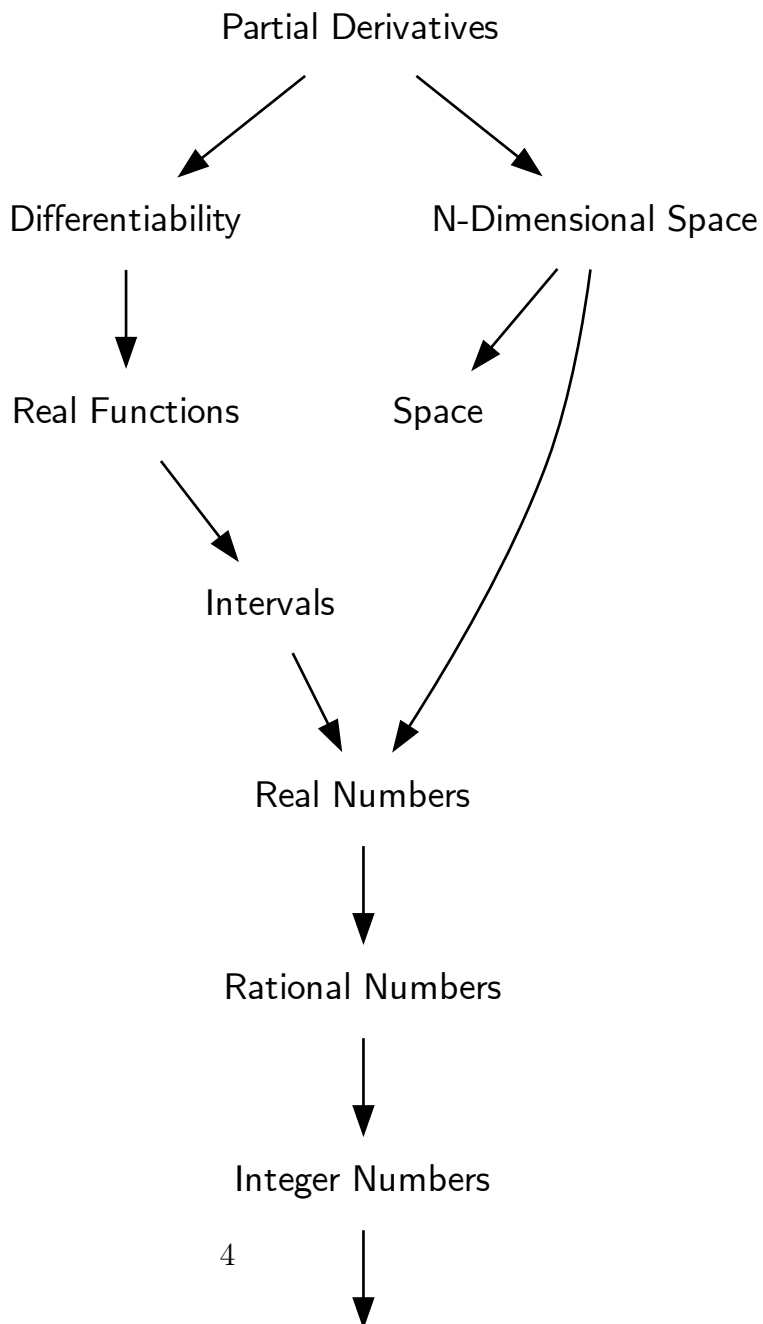 Partial Derivatives
Differentiability
N-Dimensional Space
Real Functions
Space
Intervals
Real Numbers
Rational Numbers
Integer Numbers
4